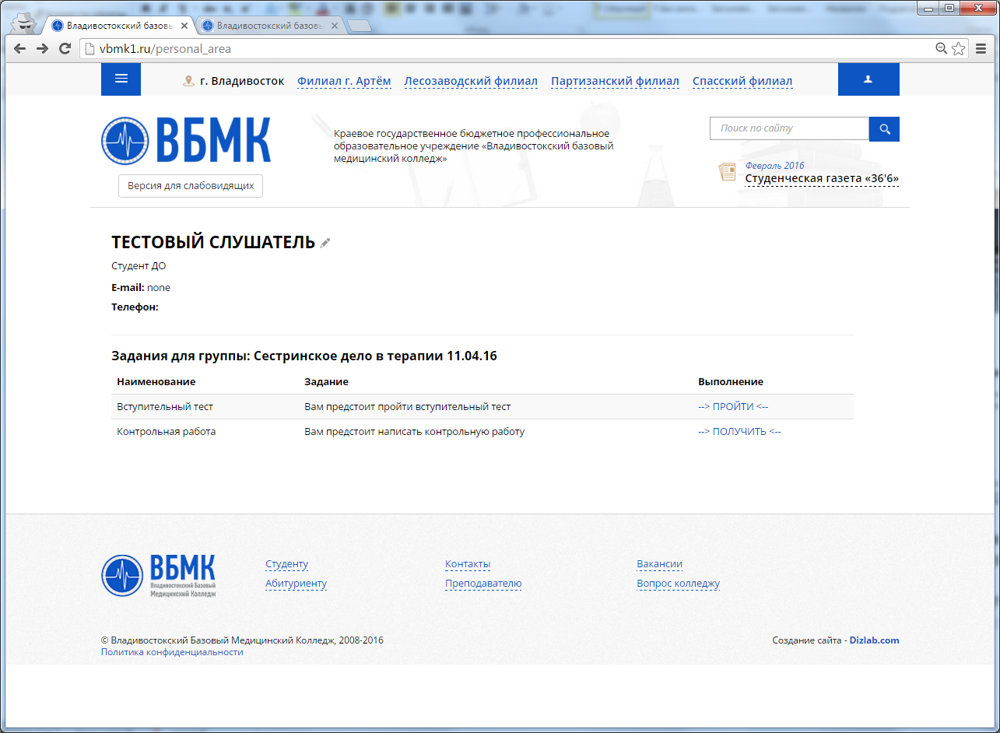 Владивостокский базовь
Владивостокский базовь
vbmk1.ru/personal_area
г. Владивосток Филиал г. Артём Лесозаводский филиал Партизанский филиал Спасский филиал
ВБМК
Версия для слабовидящих
Краевое государственное бюджетное профессиональное
образовательное учреждение «Владивостокский базовый
медицинский колледж»
Поиск по сайту
Февраль 2016
Студенческая газета «36'6»
ТЕСТОВЫЙ СЛУШАТЕЛЬ
Студент ДО
E-mail: none
Телефон:
Задания для группы: Сестринское дело в терапии 11.04.16
Наименование Задание Выполнение
Вступительный тест Вам предстоит пройти вступительный тест --> ПРОЙТИ <--
Контрольная работа Вам предстоит написать контрольную работу --> ПОЛУЧИТЬ <--
ВБМК
Владивостокский Базовый
Медицинский Колледж
Студенту Контакты Вакансии
Абитуриенту Преподавателю Вопрос колледжу
© Владивостокский Базовый Медицинский Колледж, 2008-2016
Политика конфиденциальности
Создание сайта - Dizlab.com